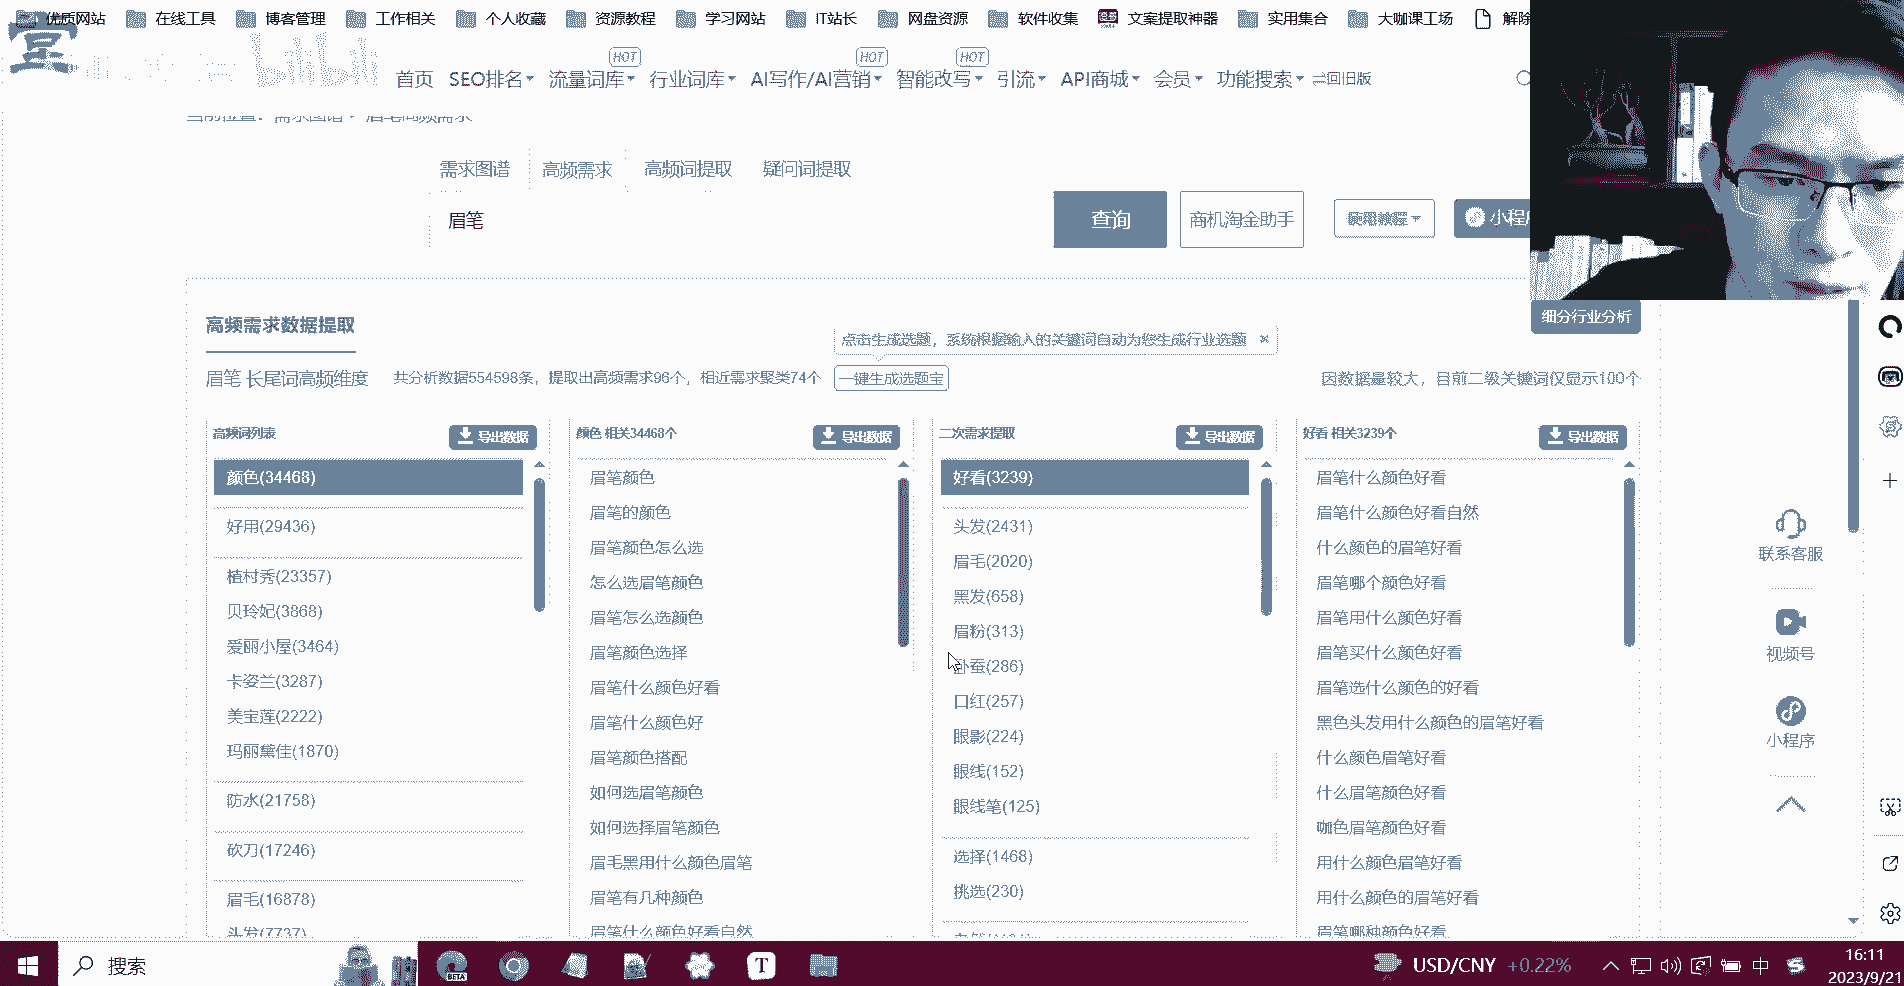 优质网站 在线工具 博客管理 工作相关 个人收藏 资源教程 学习网站 IT站长 网盘资源 软件收集 文案提取神器 实用集合 大咖课工场 解除
bilibili
HOT HOT HOT
首页 SEO排名 流量词库 行业词库 AI写作/AI营销 智能改写 引流 API商城 会员 功能搜索 回旧版
当前位置: 需求图谱 > 眉笔高频需求
需求图谱 高频需求 高频词提取 疑问词提取
眉笔 查询 商机淘金助手 使用教程 小程序
细分行业分析
高频需求数据提取
点击生成选题，系统根据输入的关键词自动为您生成行业选题 ×
眉笔 长尾词高频维度 共分析数据554598条，提取出高频需求96个，相近需求聚类74个 一键生成选题宝 因数据量较大，目前二级关键词仅显示100个
高频词列表 导出数据
颜色(34468)
好用(29436)
植村秀(23357)
贝玲妃(3868)
爱丽小屋(3464)
卡姿兰(3287)
美宝莲(2222)
玛丽黛佳(1870)
防水(21758)
砍刀(17246)
眉毛(16878)
头发(7737)
颜色 相关34468个 导出数据
眉笔颜色
眉笔的颜色
眉笔颜色怎么选
怎么选眉笔颜色
眉笔怎么选颜色
眉笔颜色选择
眉笔什么颜色好看
眉笔什么颜色好
眉笔颜色搭配
如何选眉笔颜色
如何选择眉笔颜色
眉毛黑用什么颜色眉笔
眉笔有几种颜色
眉笔什么颜色好看自然
二次需求提取 导出数据
好看(3239)
头发(2431)
眉毛(2020)
黑发(658)
眉粉(313)
卧蚕(286)
口红(257)
眼影(224)
眼线(152)
眼线笔(125)
选择(1468)
挑选(230)
好看 相关3239个 导出数据
眉笔什么颜色好看
眉笔什么颜色好看自然
什么颜色的眉笔好看
眉笔哪个颜色好看
眉笔用什么颜色好看
眉笔买什么颜色好看
眉笔选什么颜色的好看
黑色头发用什么颜色的眉笔好看
什么颜色眉笔好看
什么眉笔颜色好看
咖色眉笔颜色好看
用什么颜色眉笔好看
用什么颜色的眉笔好看
眉笔哪种颜色好看
联系客服
视频号
小程序
搜索 BETA T USD/CNY +0.22% 中 16:11
2023/9/21